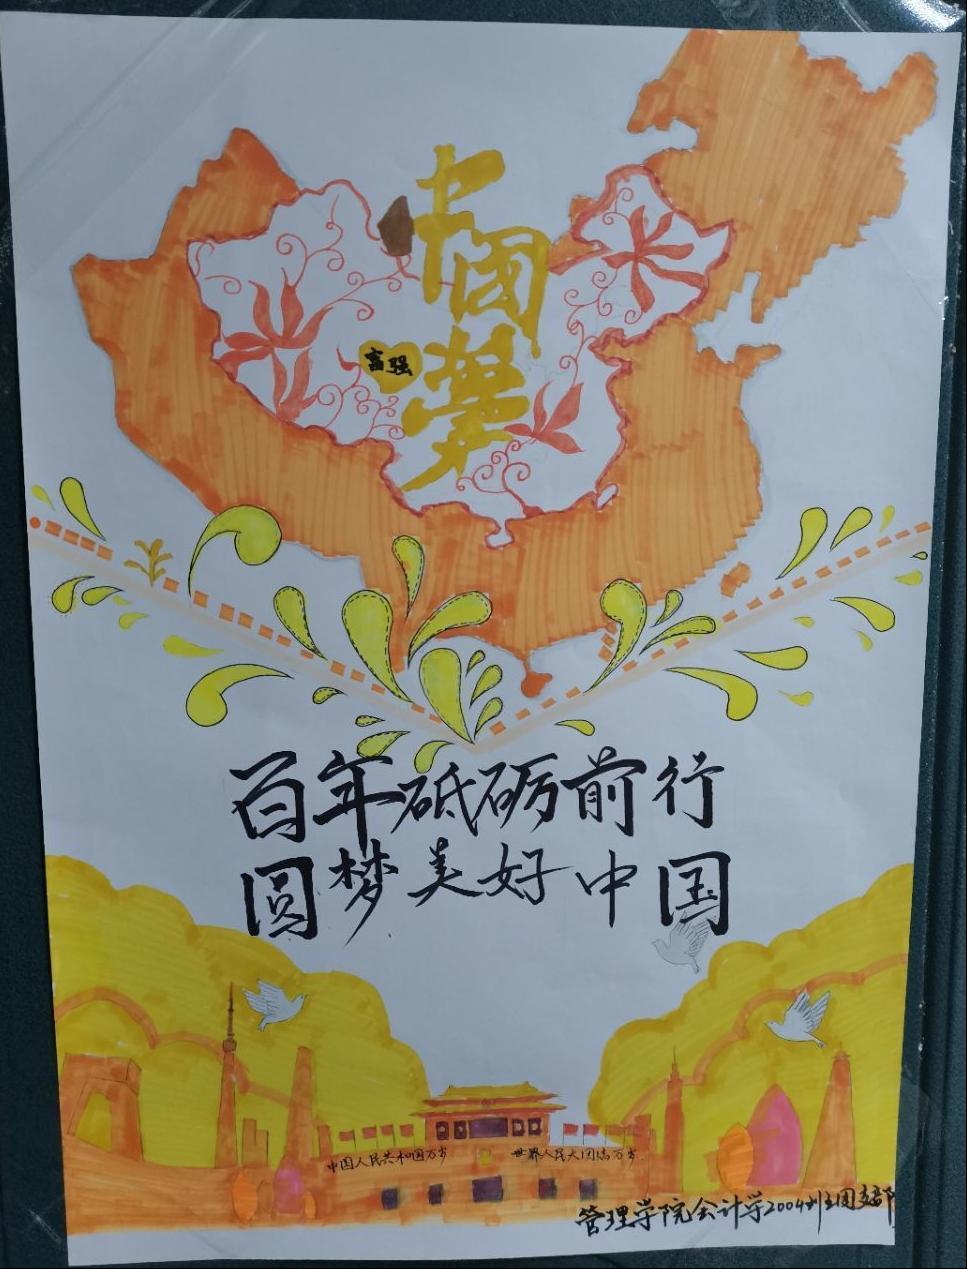 中國夢
富强
百年砥砺前行
圆梦美好中国
中国人民共和国万岁
世界人民大团结万岁
管理学院会计学2004班团支部